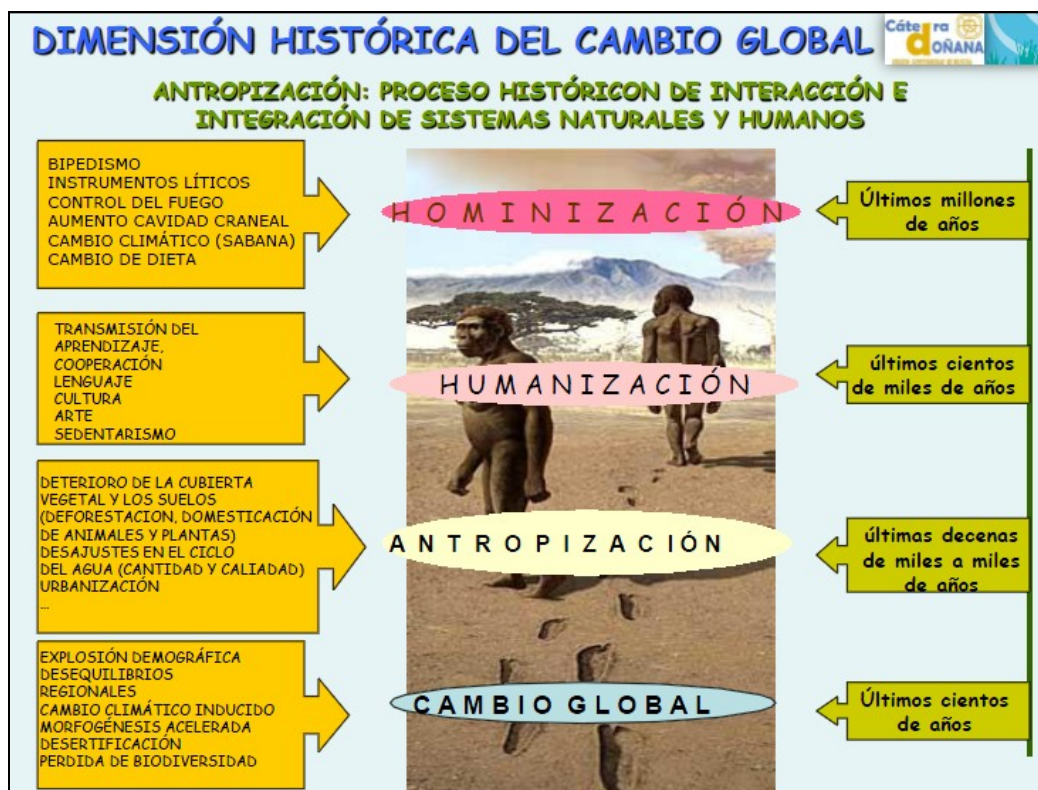 DIMENSIÓN HISTÓRICA DEL CAMBIO GLOBAL
Cátedra
DOÑANA
ANTROPIZACIÓN: PROCESO HISTÓRICON DE INTERACCIÓN E
INTEGRACIÓN DE SISTEMAS NATURALES Y HUMANOS
BIPEDISMO
INSTRUMENTOS LÍTICOS
CONTROL DEL FUEGO
AUMENTO CAVIDAD CRANEAL
CAMBIO CLIMÁTICO (SABANA)
CAMBIO DE DIETA
HOMINIZACIÓN
Últimos millones
de años
TRANSMISIÓN DEL
APRENDIZAJE,
COOPERACIÓN
LENGUAJE
CULTURA
ARTE
SEDENTARISMO
HUMANIZACIÓN
últimos cientos
de miles de años
DETERIORO DE LA CUBIERTA
VEGETAL Y LOS SUELOS
(DEFORESTACION, DOMESTICACIÓN
DE ANIMALES Y PLANTAS)
DESAJUSTES EN EL CICLO
DEL AGUA (CANTIDAD Y CALIADAD)
URBANIZACIÓN
...
ANTROPIZACIÓN
últimas decenas
de miles a miles
de años
EXPLOSIÓN DEMOGRÁFICA
DESEQUILIBRIOS
REGIONALES
CAMBIO CLIMÁTICO INDUCIDO
MORFOGÉNESIS ACELERADA
DESERTIFICACIÓN
PERDIDA DE BIODIVERSIDAD
CAMBIO GLOBAL
Últimos cientos
de años